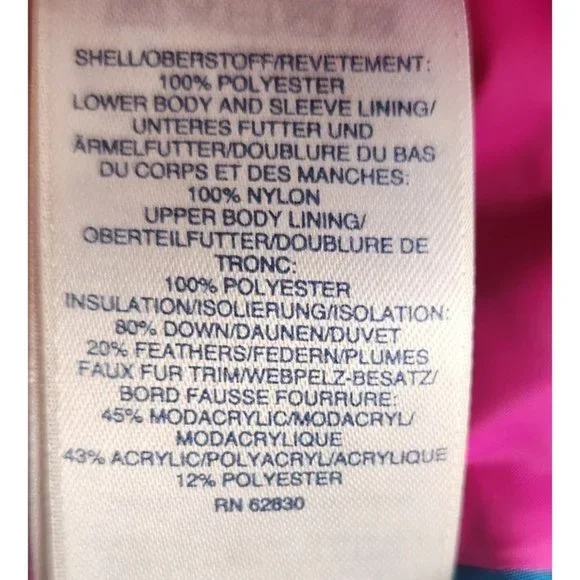 SHELL/OBERSTOFF/REVETEMENT:
100% POLYESTER
LOWER BODY AND SLEEVE LINING/
UNTERES FUTTER UND
ÄRMELFUTTER/DOUBLURE DU BAS
DU CORPS ET DES MANCHES:
100% NYLON
UPPER BODY LINING/
OBERTEILFUTTER/DOUBLURE DE
TRONC:
100% POLYESTER
INSULATION/ISOLIERUNG/ISOLATION:
80% DOWN/DAUNEN/DUVET
20% FEATHERS/FEDERN/PLUMES
FAUX FUR TRIM/WEBPELZ-BESATZ/
BORD FAUSSE FOURRURE:
45% MODACRYLIC/MODACRYL/
MODACRYLIQUE
43% ACRYLIC/POLYACRYL/ACRYLIQUE
12% POLYESTER
RN 62830